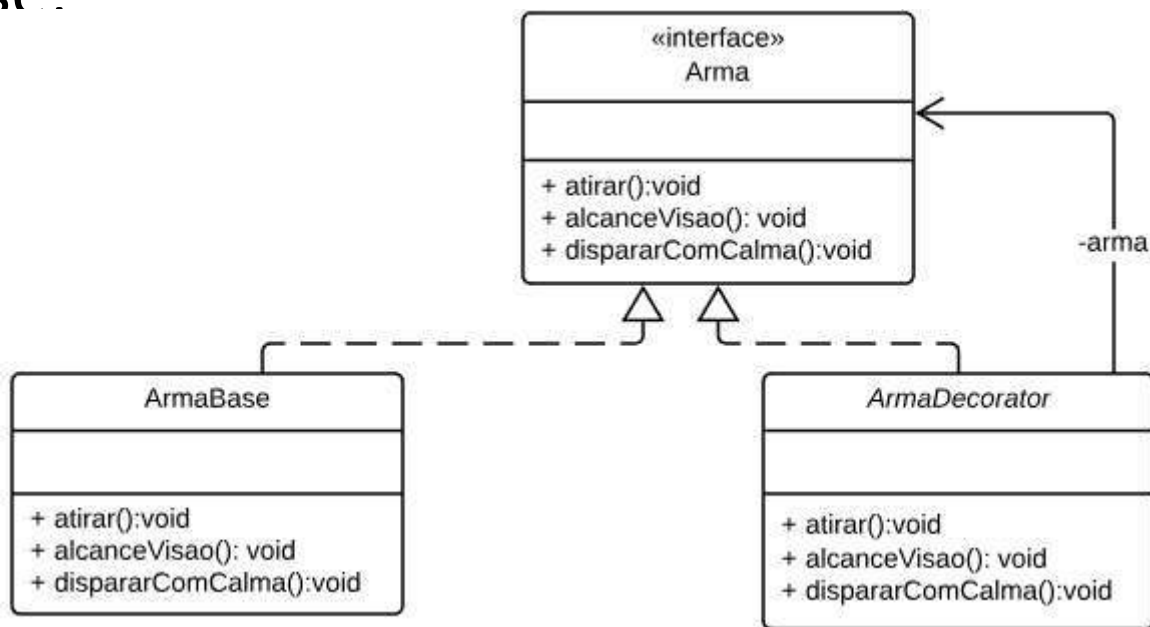 «interface»
Arma
+ atirar():void
+ alcanceVisao(): void
+ dispararComCalma():void
-arma
ArmaBase
+ atirar():void
+ alcanceVisao(): void
+ dispararComCalma():void
ArmaDecorator
+ atirar():void
+ alcanceVisao(): void
+ dispararComCalma():void